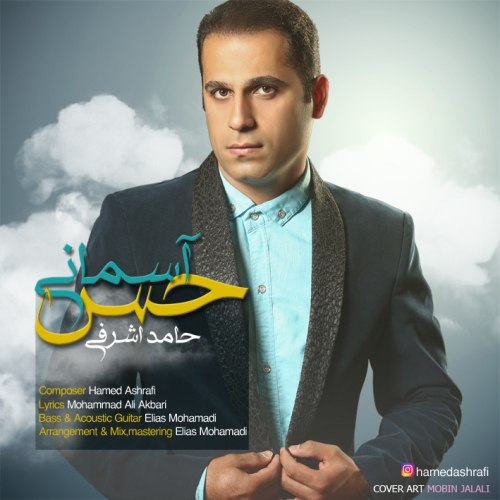 حس آسمانی
حامد اشرفی
Composer Hamed Ashrafi
Lyrics Mohammad Ali Akbari
Bass & Acoustic Guitar Elias Mohamadi
Arrangement & Mix,mastering Elias Mohamadi
hamedashrafi
COVER ART MOBIN JALALI